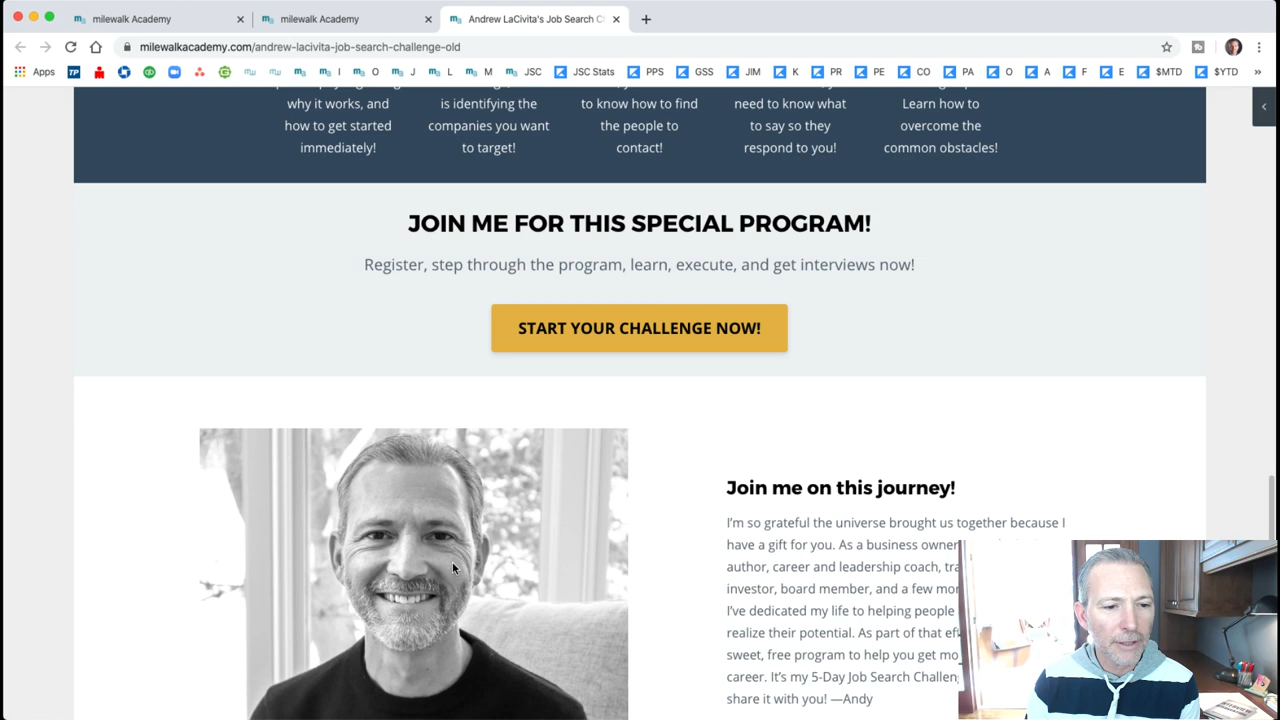 milewalk Academy
milewalk Academy
Andrew LaCivita's Job Search C
milewalkacademy.com/andrew-lacivita-job-search-challenge-old
Apps TP I O J L M JSC JSC Stats PPS GSS JIM K PR PE CO PA O A F E $MTD $YTD »
why it works, and
how to get started
immediately!
is identifying the
companies you want
to target!
to know how to find
the people to
contact!
need to know what
to say so they
respond to you!
Learn how to
overcome the
common obstacles!
JOIN ME FOR THIS SPECIAL PROGRAM!
Register, step through the program, learn, execute, and get interviews now!
START YOUR CHALLENGE NOW!
Join me on this journey!
I'm so grateful the universe brought us together because I
have a gift for you. As a business owner
author, career and leadership coach, tra
investor, board member, and a few mor
I've dedicated my life to helping people
realize their potential. As part of that ef
sweet, free program to help you get mo
career. It's my 5-Day Job Search Challen
share it with you! —Andy